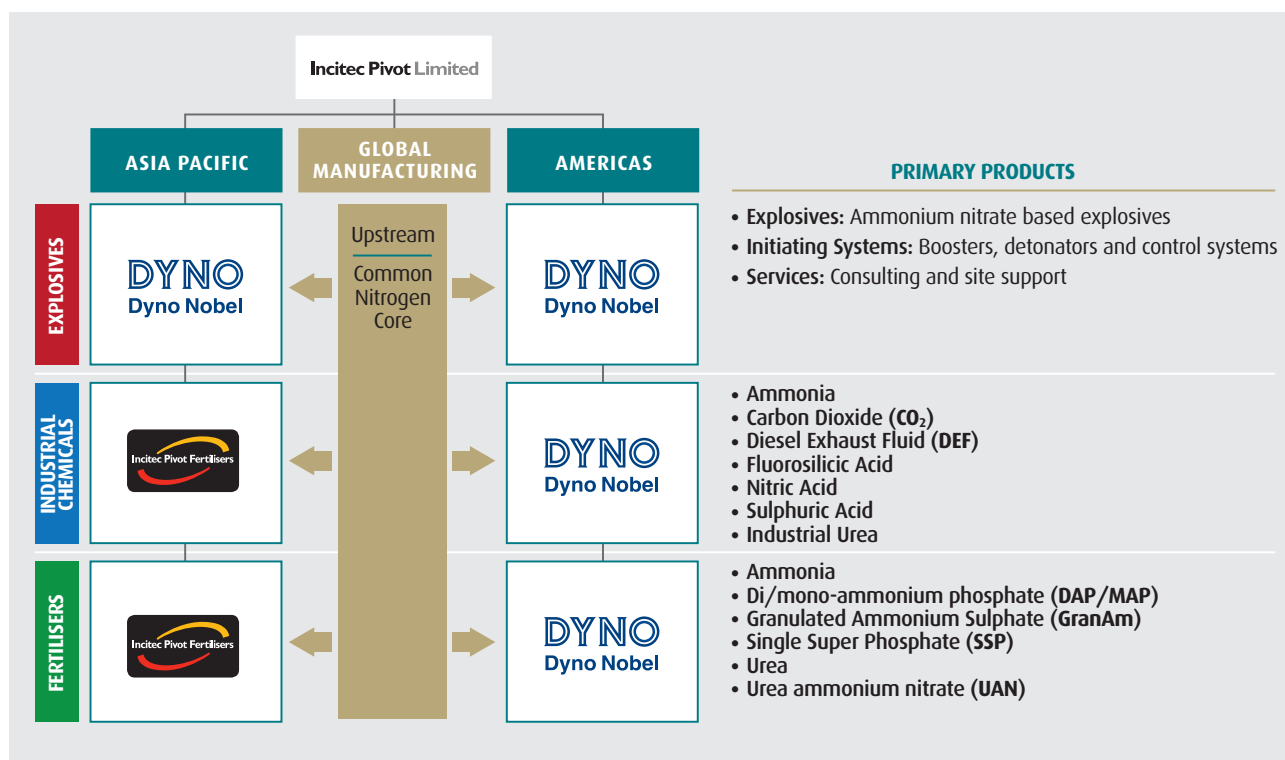 Incitec Pivot Limited
ASIA PACIFIC
GLOBAL
MANUFACTURING
AMERICAS
PRIMARY PRODUCTS
EXPLOSIVES
DYNO
Dyno Nobel
Upstream
Common
Nitrogen
Core
DYNO
Dyno Nobel
• Explosives: Ammonium nitrate based explosives
• Initiating Systems: Boosters, detonators and control systems
• Services: Consulting and site support
INDUSTRIAL
CHEMICALS
Incitec Pivot Fertilisers
DYNO
Dyno Nobel
• Ammonia
• Carbon Dioxide (CO₂)
• Diesel Exhaust Fluid (DEF)
• Fluorosilicic Acid
• Nitric Acid
• Sulphuric Acid
• Industrial Urea
FERTILISERS
Incitec Pivot Fertilisers
DYNO
Dyno Nobel
• Ammonia
• Di/mono-ammonium phosphate (DAP/MAP)
• Granulated Ammonium Sulphate (GranAm)
• Single Super Phosphate (SSP)
• Urea
• Urea ammonium nitrate (UAN)